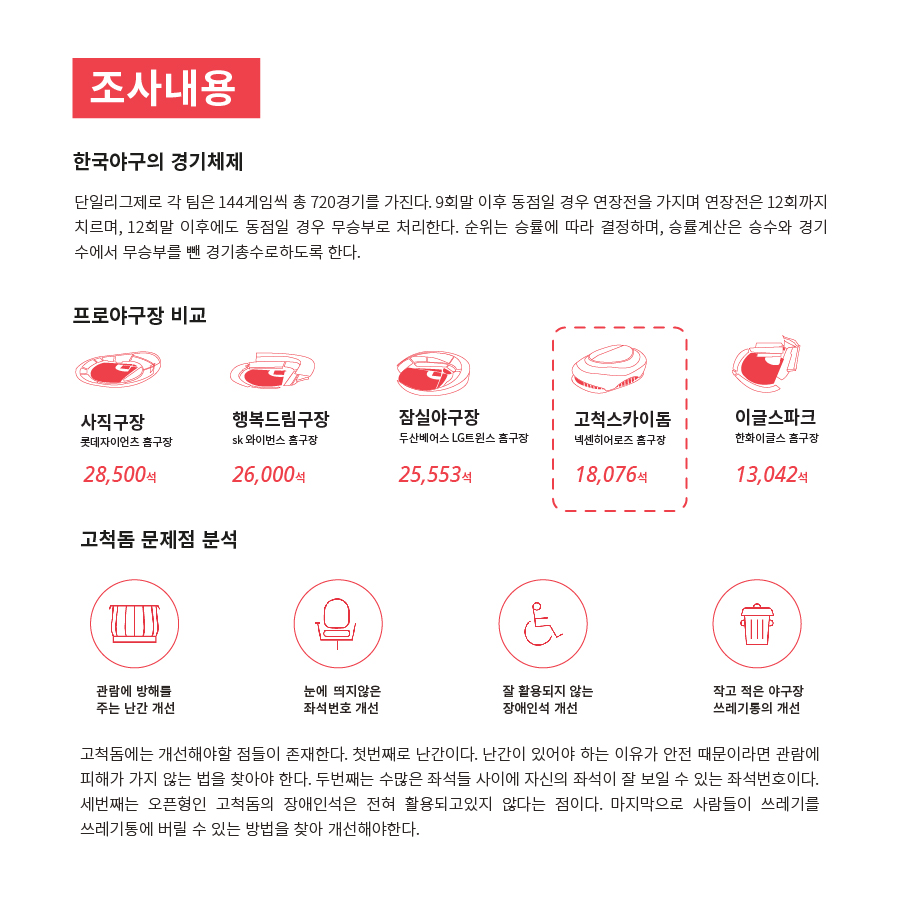 조사내용
한국야구의 경기체제
단일리그제로 각 팀은 144게임씩 총 720경기를 가진다. 9회말 이후 동점일 경우 연장전을 가지며 연장전은 12회까지
치르며, 12회말 이후에도 동점일 경우 무승부로 처리한다. 순위는 승률에 따라 결정하며, 승률계산은 승수와 경기
수에서 무승부를 뺀 경기총수로하도록 한다.
프로야구장 비교
사직구장
롯데자이언츠 홈구장
28,500석
행복드림구장
sk 와이번스 홈구장
26,000석
잠실야구장
두산베어스 LG트윈스 홈구장
25,553석
고척스카이돔
넥센히어로즈 홈구장
18,076석
이글스파크
한화이글스 홈구장
13,042석
고척돔 문제점 분석
관람에 방해를
주는 난간 개선
눈에 띄지않은
좌석번호 개선
잘 활용되지 않는
장애인석 개선
작고 적은 야구장
쓰레기통의 개선
고척돔에는 개선해야할 점들이 존재한다. 첫번째로 난간이다. 난간이 있어야 하는 이유가 안전 때문이라면 관람에
피해가 가지 않는 법을 찾아야 한다. 두번째는 수많은 좌석들 사이에 자신의 좌석이 잘 보일 수 있는 좌석번호이다.
세번째는 오픈형인 고척돔의 장애인석은 전혀 활용되고있지 않다는 점이다. 마지막으로 사람들이 쓰레기를
쓰레기통에 버릴 수 있는 방법을 찾아 개선해야한다.